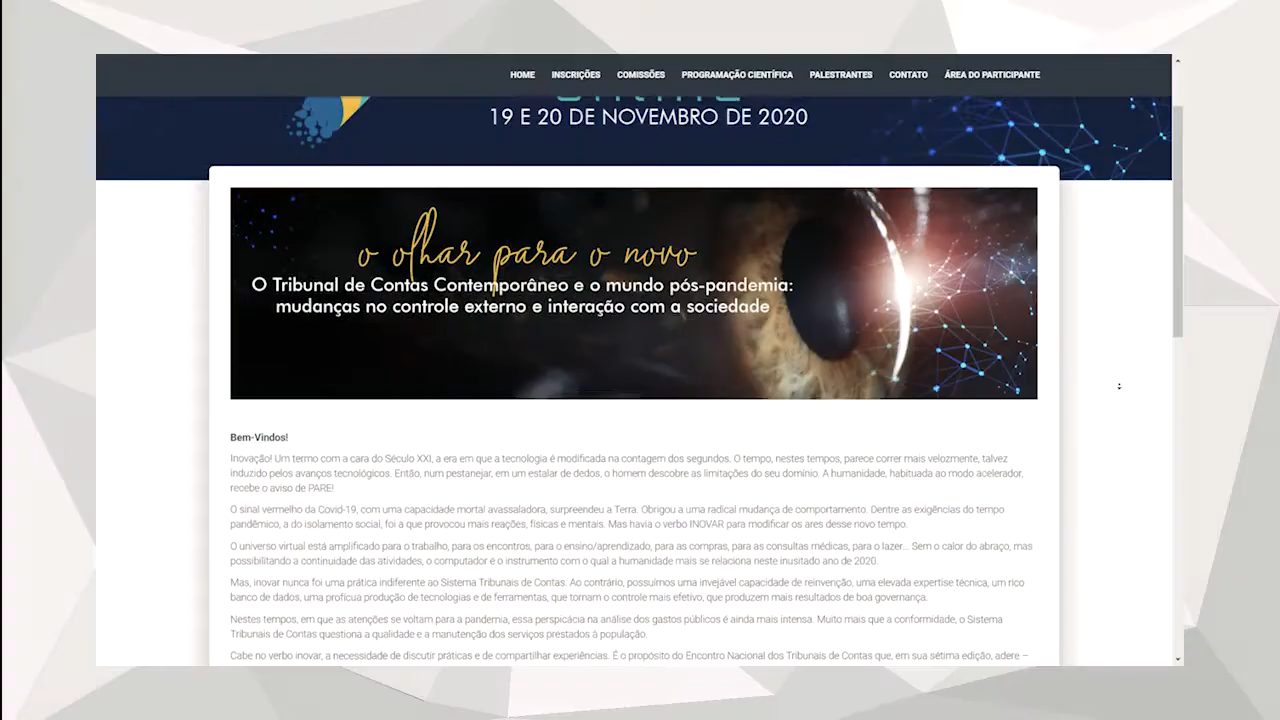 HOME INSCRIÇÕES COMISSÕES PROGRAMAÇÃO CIENTÍFICA PALESTRANTES CONTATO ÁREA DO PARTICIPANTE
19 E 20 DE NOVEMBRO DE 2020
o olhar para o novo
O Tribunal de Contas Contemporâneo e o mundo pós-pandemia:
mudanças no controle externo e interação com a sociedade
Bem-Vindos!
Inovação! Um termo com a cara do Século XXI, a era em que a tecnologia é modificada na contagem dos segundos. O tempo, nestes tempos, parece correr mais velozmente, talvez
induzido pelos avanços tecnológicos. Então, num pestanejar, em um estalar de dedos, o homem descobre as limitações do seu domínio. A humanidade, habituada ao modo acelerador,
recebe o aviso de PARE!
O sinal vermelho da Covid-19, com uma capacidade mortal avassaladora, surpreendeu a Terra. Obrigou a uma radical mudança de comportamento. Dentre as exigências do tempo
pandêmico, a do isolamento social, foi a que provocou mais reações, físicas e mentais. Mas havia o verbo INOVAR para modificar os ares desse novo tempo.
O universo virtual está amplificado para o trabalho, para os encontros, para o ensino/aprendizado, para as compras, para as consultas médicas, para o lazer... Sem o calor do abraço, mas
possibilitando a continuidade das atividades, o computador é o instrumento com o qual a humanidade mais se relaciona neste inusitado ano de 2020.
Mas, inovar nunca foi uma prática indiferente ao Sistema Tribunais de Contas. Ao contrário, possuímos uma invejável capacidade de reinvenção, uma elevada expertise técnica, um rico
banco de dados, uma profícua produção de tecnologias e de ferramentas, que tornam o controle mais efetivo, que produzem mais resultados de boa governança.
Nestes tempos, em que as atenções se voltam para a pandemia, essa perspicácia na análise dos gastos públicos é ainda mais intensa. Muito mais que a conformidade, o Sistema
Tribunais de Contas questiona a qualidade e a manutenção dos serviços prestados à população.
Cabe no verbo inovar, a necessidade de discutir práticas e de compartilhar experiências. É o propósito do Encontro Nacional dos Tribunais de Contas que, em sua sétima edição, adere –